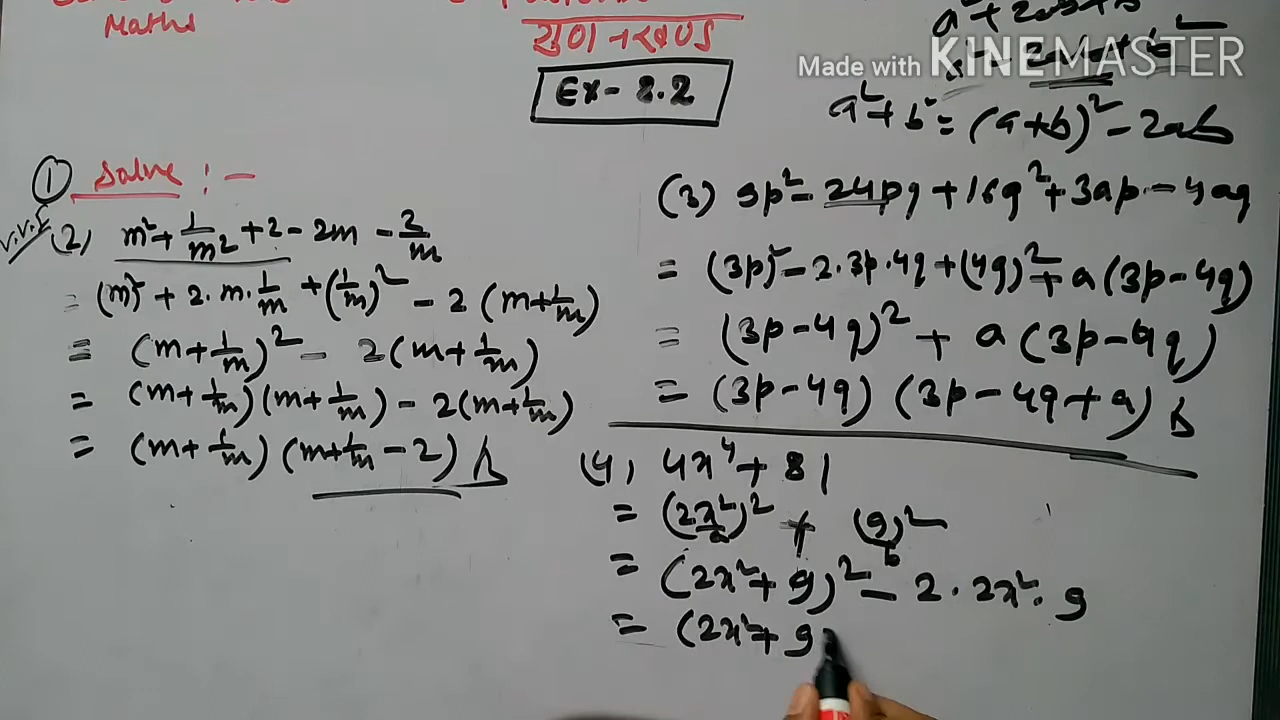 Maths
गुणनखण्ड
Ex- 8.2
Made with KINEMASTER
a² + b² = (a+b)² - 2ab
① Solve :-
v.v.I (2) m² + 1/m² + 2 - 2m - 2/m
= (m)² + 2·m·1/m + (1/m)² - 2 (m+1/m)
= (m+1/m)² - 2(m+1/m)
= (m+1/m)(m+1/m) - 2(m+1/m)
= (m+1/m) (m+1/m - 2)
(3) 9p² - 24pq + 16q² + 3ap - 4aq
= (3p)² - 2·3p·4q + (4q)² + a(3p-4q)
= (3p-4q)² + a(3p-4q)
= (3p-4q) (3p-4q+a)
(4) 4x⁴ + 81
= (2x²)² + (9)²
a b
= (2x²+9)² - 2·2x²·9
= (2x²+9